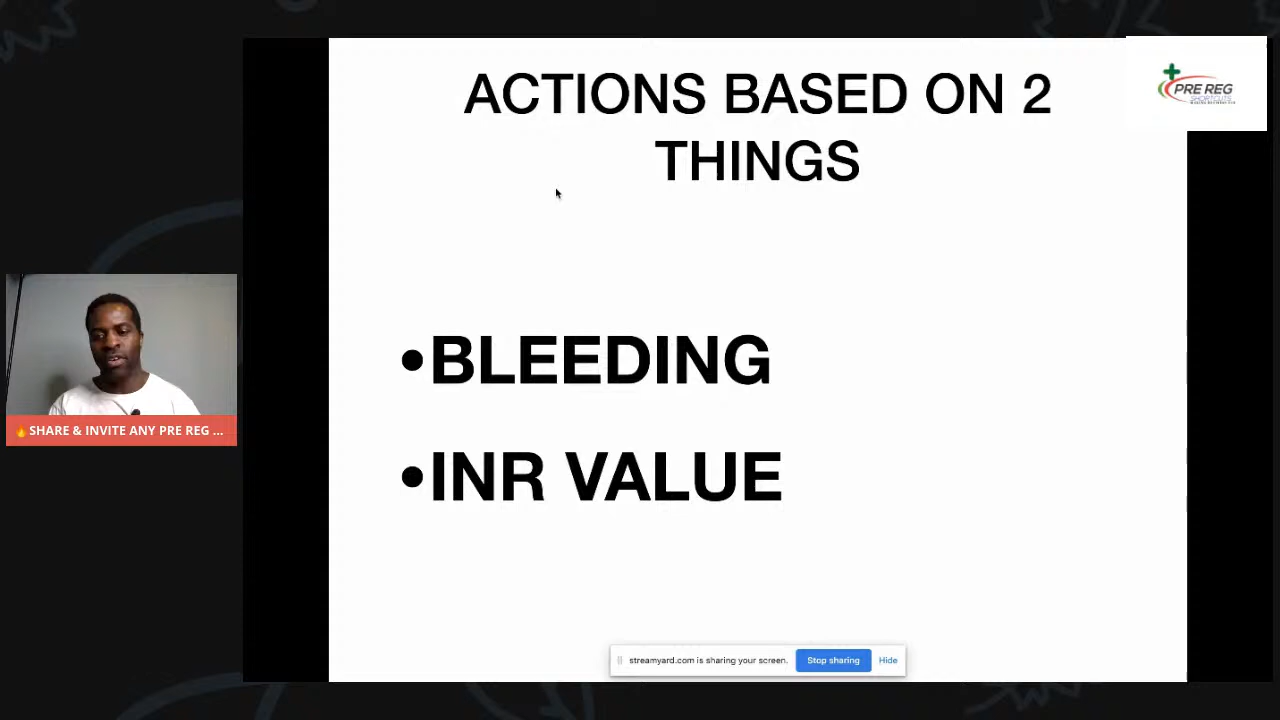 ACTIONS BASED ON 2
THINGS
PRE REG
SHORTCUTS
•BLEEDING
•INR VALUE
🔥SHARE & INVITE ANY PRE REG ...
streamyard.com is sharing your screen.
Stop sharing
Hide